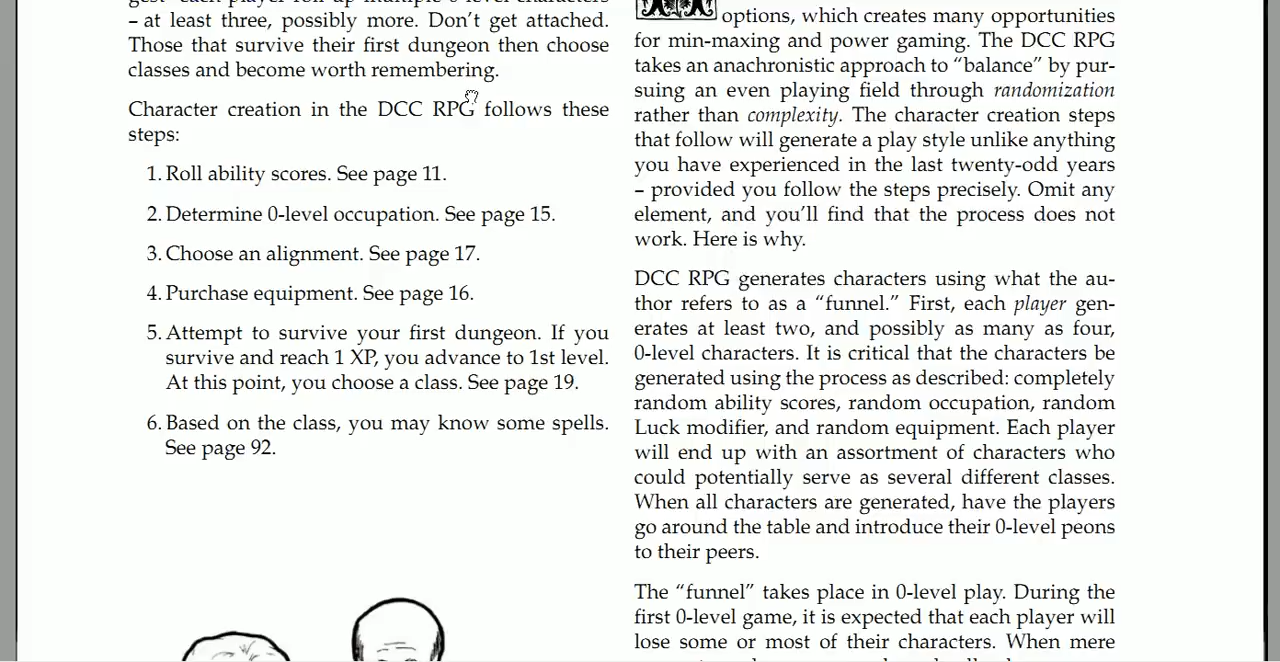 – at least three, possibly more. Don’t get attached.
Those that survive their first dungeon then choose
classes and become worth remembering.
Character creation in the DCC RPG follows these
steps:
1. Roll ability scores. See page 11.
2. Determine 0-level occupation. See page 15.
3. Choose an alignment. See page 17.
4. Purchase equipment. See page 16.
5. Attempt to survive your first dungeon. If you
survive and reach 1 XP, you advance to 1st level.
At this point, you choose a class. See page 19.
6. Based on the class, you may know some spells.
See page 92.
options, which creates many opportunities
for min-maxing and power gaming. The DCC RPG
takes an anachronistic approach to “balance” by pur-
suing an even playing field through randomization
rather than complexity. The character creation steps
that follow will generate a play style unlike anything
you have experienced in the last twenty-odd years
– provided you follow the steps precisely. Omit any
element, and you’ll find that the process does not
work. Here is why.
DCC RPG generates characters using what the au-
thor refers to as a “funnel.” First, each player gen-
erates at least two, and possibly as many as four,
0-level characters. It is critical that the characters be
generated using the process as described: completely
random ability scores, random occupation, random
Luck modifier, and random equipment. Each player
will end up with an assortment of characters who
could potentially serve as several different classes.
When all characters are generated, have the players
go around the table and introduce their 0-level peons
to their peers.
The “funnel” takes place in 0-level play. During the
first 0-level game, it is expected that each player will
lose some or most of their characters. When mere